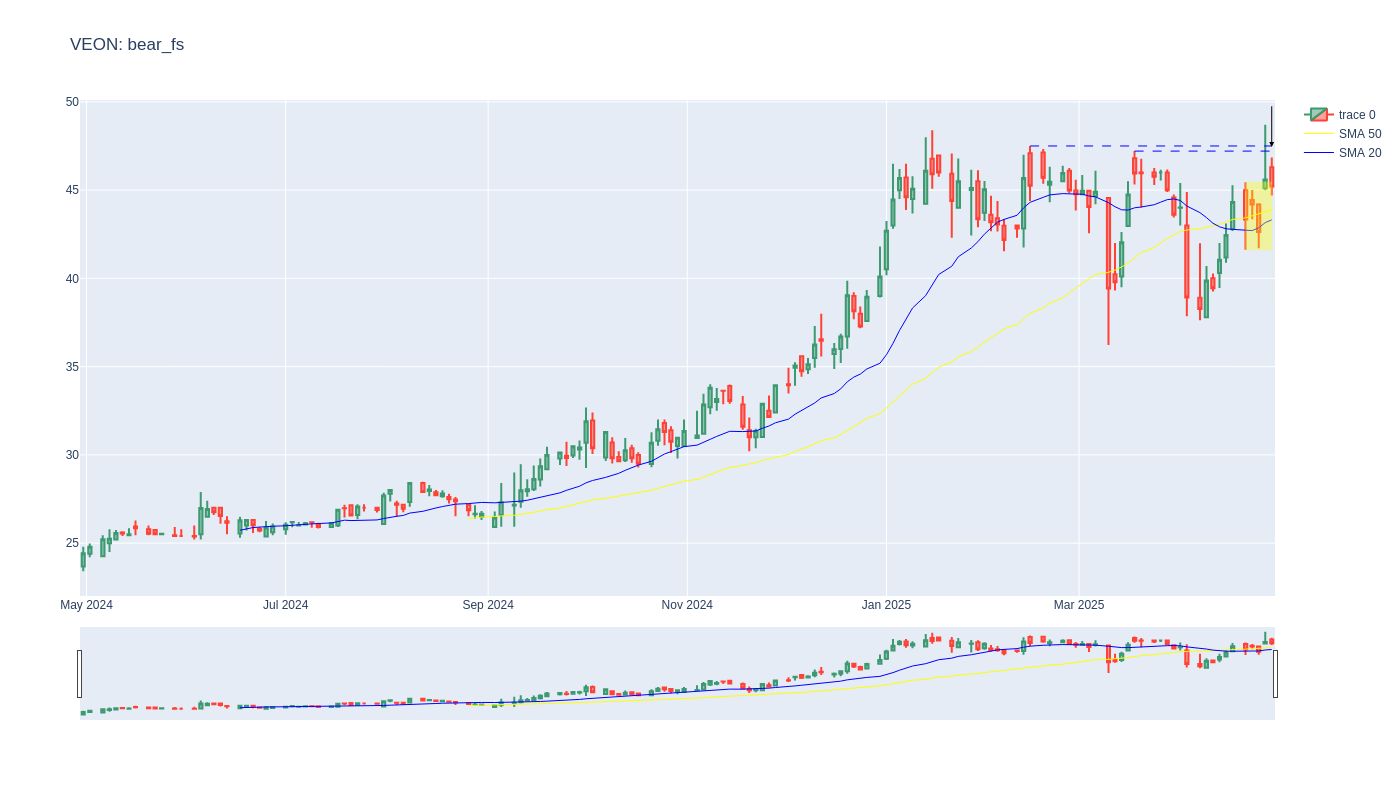 VEON: bear_fs
50
45
40
35
30
25
May 2024
Jul 2024
Sep 2024
Nov 2024
Jan 2025
Mar 2025
trace 0
SMA 50
SMA 20